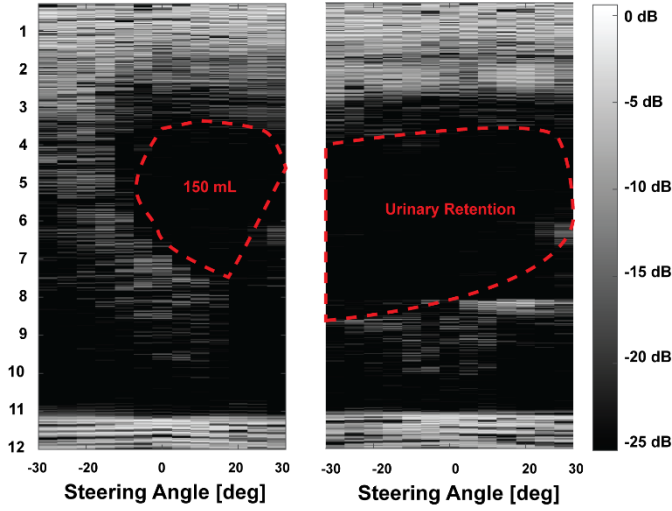 1
2
3
4
5
6
7
8
9
10
11
12
150 mL
-30 -20 0 20 30
Steering Angle [deg]
Urinary Retention
-30 -20 0 20 30
Steering Angle [deg]
0 dB
-5 dB
-10 dB
-15 dB
-20 dB
-25 dB